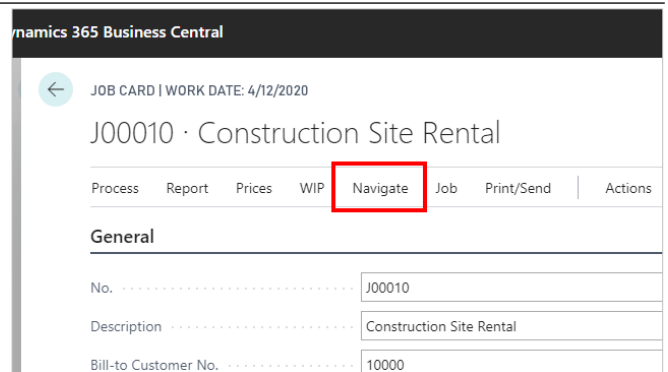 ynamics 365 Business Central
JOB CARD | WORK DATE: 4/12/2020
J00010 · Construction Site Rental
Process Report Prices WIP Navigate Job Print/Send Actions
General
No. J00010
Description Construction Site Rental
Bill-to Customer No. 10000